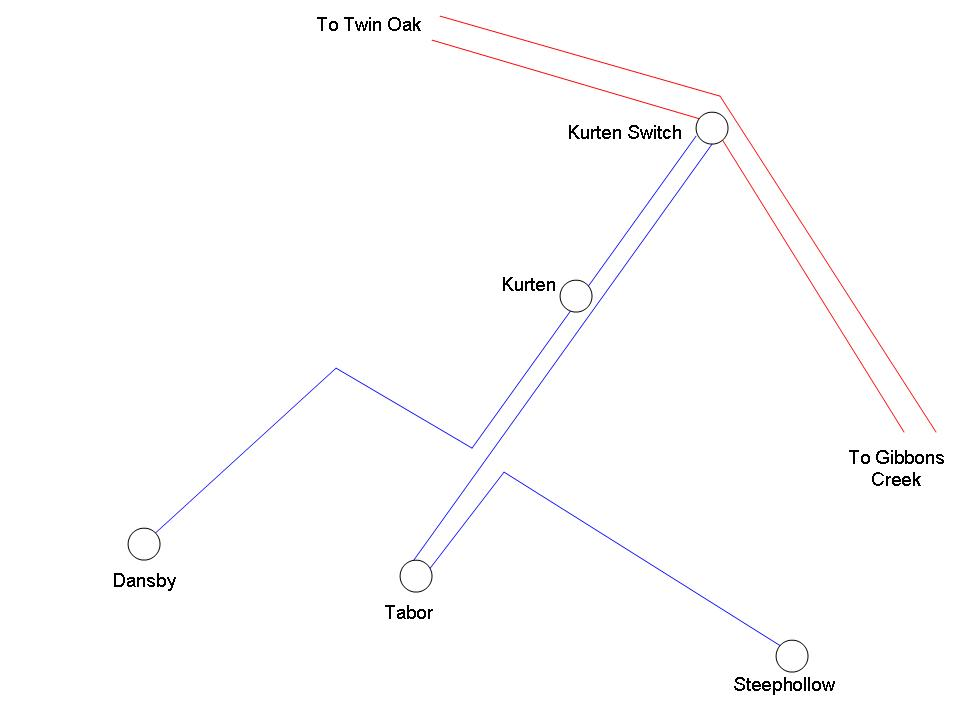 To Twin Oak
Kurten Switch
Kurten
To Gibbons
Creek
Dansby
Tabor
Steephollow